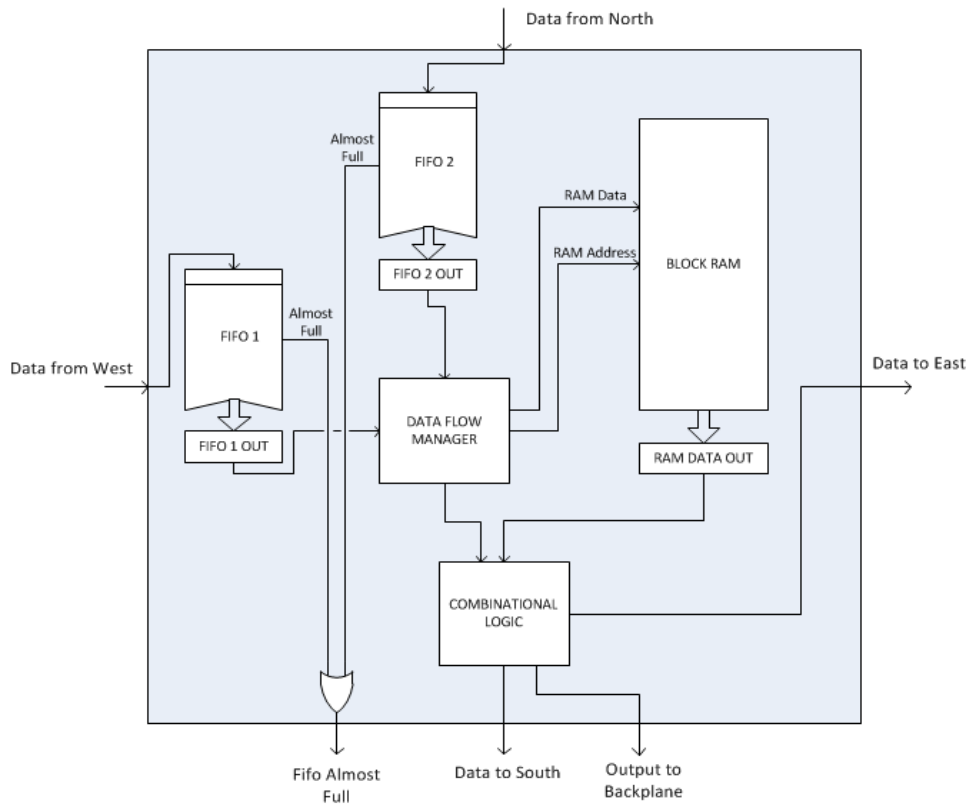 Data from North
Almost
Full
FIFO 2
RAM Data
RAM Address
BLOCK RAM
FIFO 2 OUT
Almost
Full
FIFO 1
Data from West
Data to East
DATA FLOW
MANAGER
FIFO 1 OUT
RAM DATA OUT
COMBINATIONAL
LOGIC
Fifo Almost
Full
Data to South
Output to
Backplane